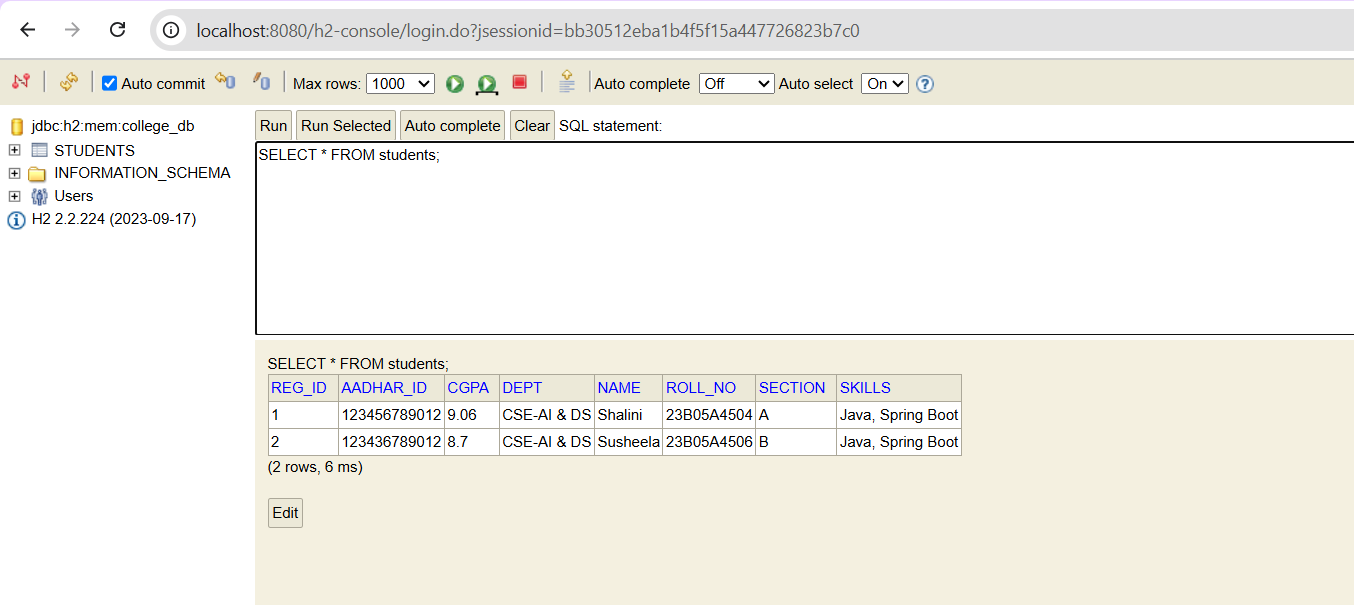 localhost:8080/h2-console/login.do?jsessionid=bb30512eba1b4f5f15a447726823b7c0
Auto commit Max rows: 1000 Auto complete Off Auto select On ?
jdbc:h2:mem:college_db
STUDENTS
INFORMATION_SCHEMA
Users
H2 2.2.224 (2023-09-17)
Run Run Selected Auto complete Clear SQL statement:
SELECT * FROM students;
SELECT * FROM students;
REG_ID AADHAR_ID CGPA DEPT NAME ROLL_NO SECTION SKILLS
1 123456789012 9.06 CSE-AI & DS Shalini 23B05A4504 A Java, Spring Boot
2 123436789012 8.7 CSE-AI & DS Susheela 23B05A4506 B Java, Spring Boot
(2 rows, 6 ms)
Edit